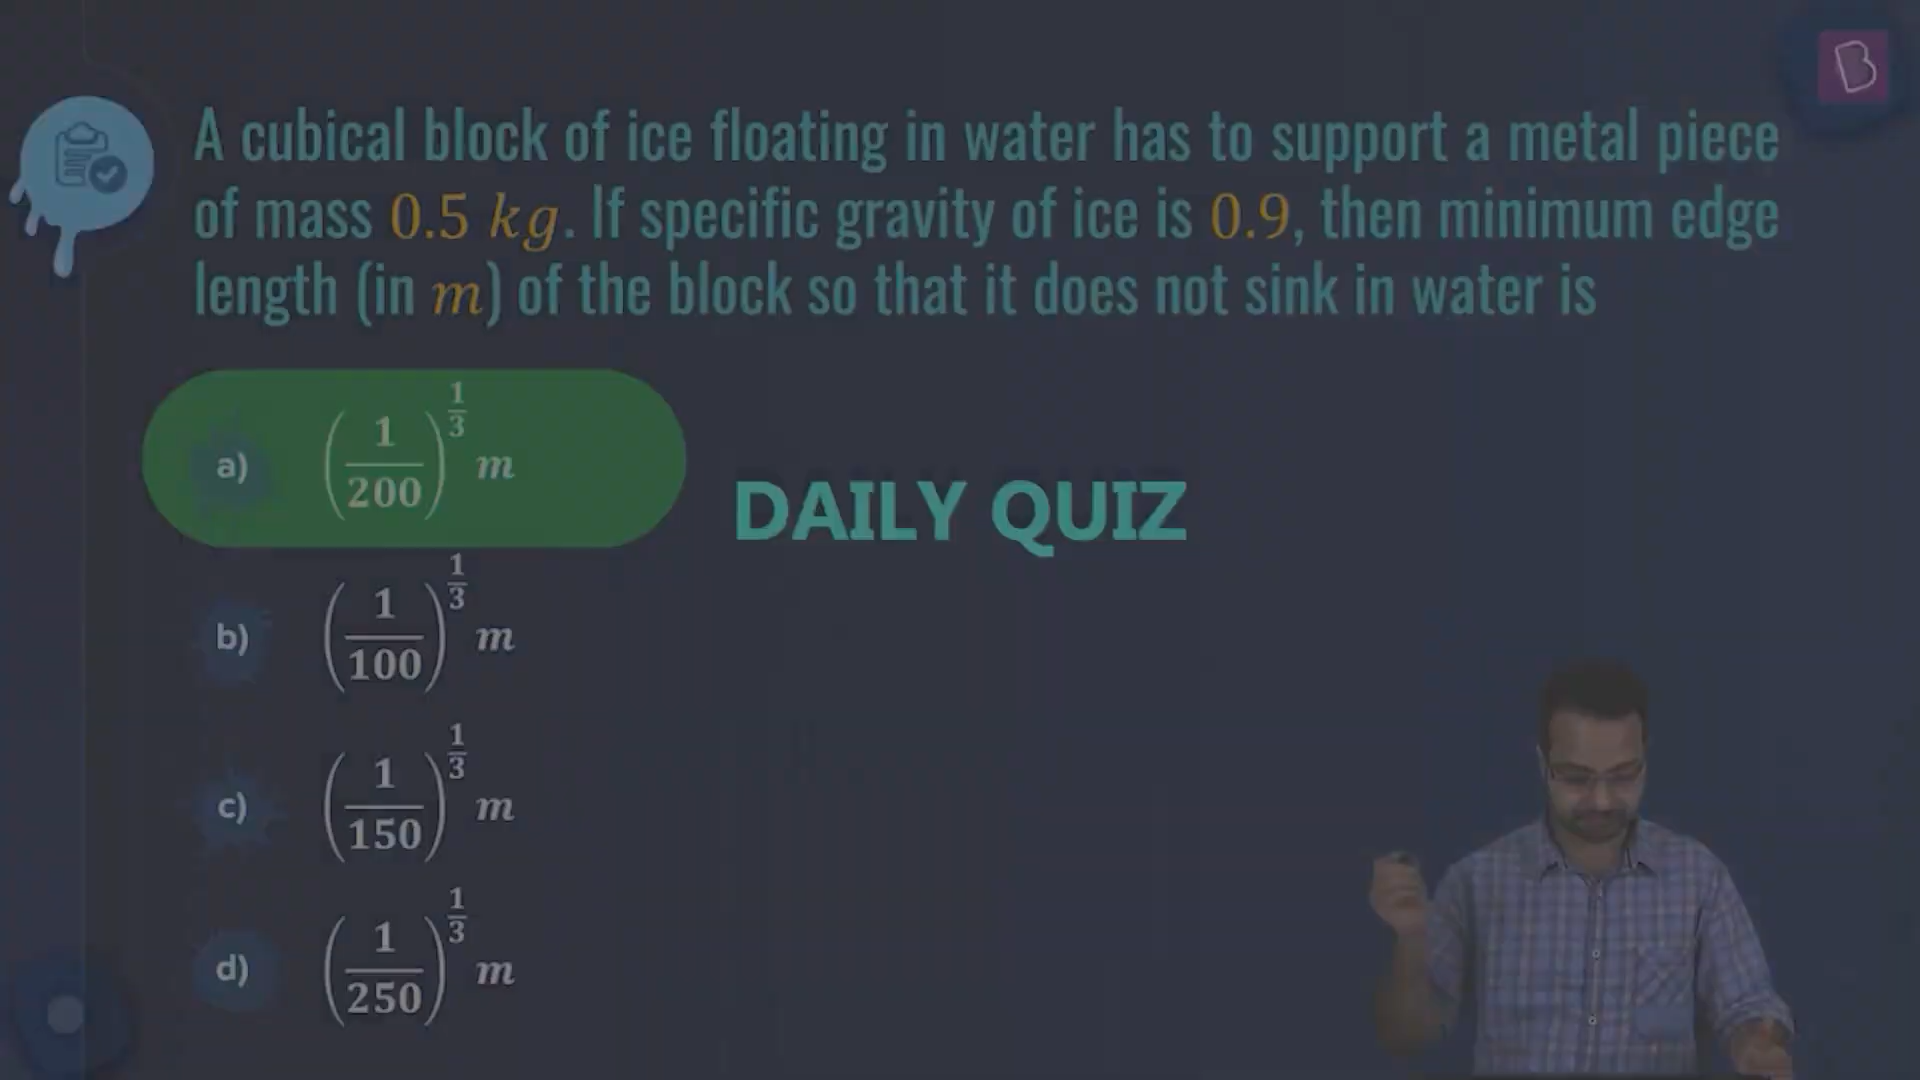 A cubical block of ice floating in water has to support a metal piece
of mass 0.5 kg. If specific gravity of ice is 0.9, then minimum edge
length (in m) of the block so that it does not sink in water is
a) (1/200)^(1/3) m
DAILY QUIZ
b) (1/100)^(1/3) m
c) (1/150)^(1/3) m
d) (1/250)^(1/3) m
B